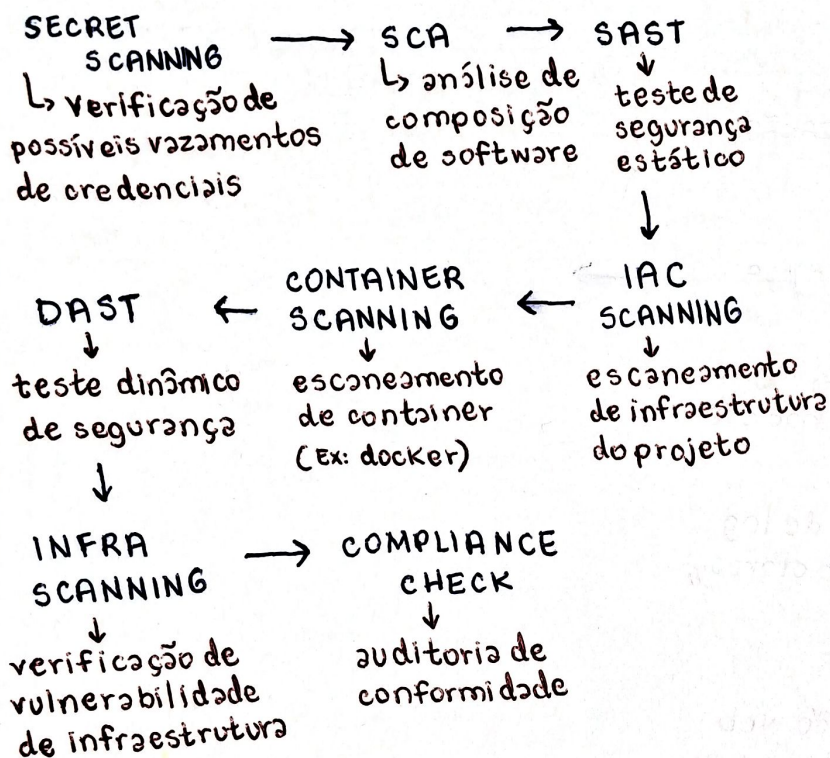 SECRET
SCANNING
verificação de
possíveis vazamentos
de credenciais
SCA
análise de
composição
de software
SAST
teste de
segurança
estático
IAC
SCANNING
escaneamento
de infraestrutura
do projeto
CONTAINER
SCANNING
escaneamento
de container
(Ex: docker)
DAST
teste dinâmico
de segurança
INFRA
SCANNING
verificação de
vulnerabilidade
de infraestrutura
COMPLIANCE
CHECK
auditoria de
conformidade